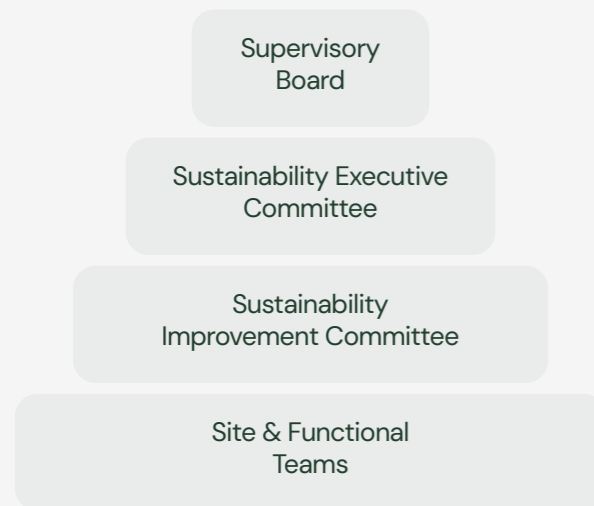 Supervisory
Board
Sustainability Executive
Committee
Sustainability
Improvement Committee
Site & Functional
Teams